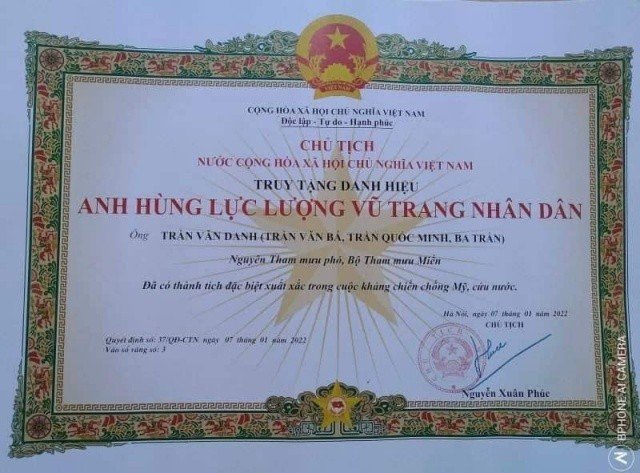 CỘNG HÒA XÃ HỘI CHỦ NGHĨA VIỆT NAM
Độc lập - Tự do - Hạnh phúc
CHỦ TỊCH
NƯỚC CỘNG HÒA XÃ HỘI CHỦ NGHĨA VIỆT NAM
TRUY TẶNG DANH HIỆU
ANH HÙNG LỰC LƯỢNG VŨ TRANG NHÂN DÂN
Ông TRẦN VĂN DANH (TRẦN VĂN BÁ, TRẦN QUỐC MINH, BA TRẦN)
Nguyên Tham mưu phó, Bộ Tham mưu Miền
Đã có thành tích đặc biệt xuất xắc trong cuộc kháng chiến chống Mỹ, cứu nước.
Hà Nội, ngày 07 tháng 01 năm 2022
CHỦ TỊCH
Quyết định số: 37/QĐ-CTN ngày 07 tháng 01 năm 2022
Vào sổ vàng số: 3
Nguyễn Xuân Phúc
BPHONE AI CAMERA